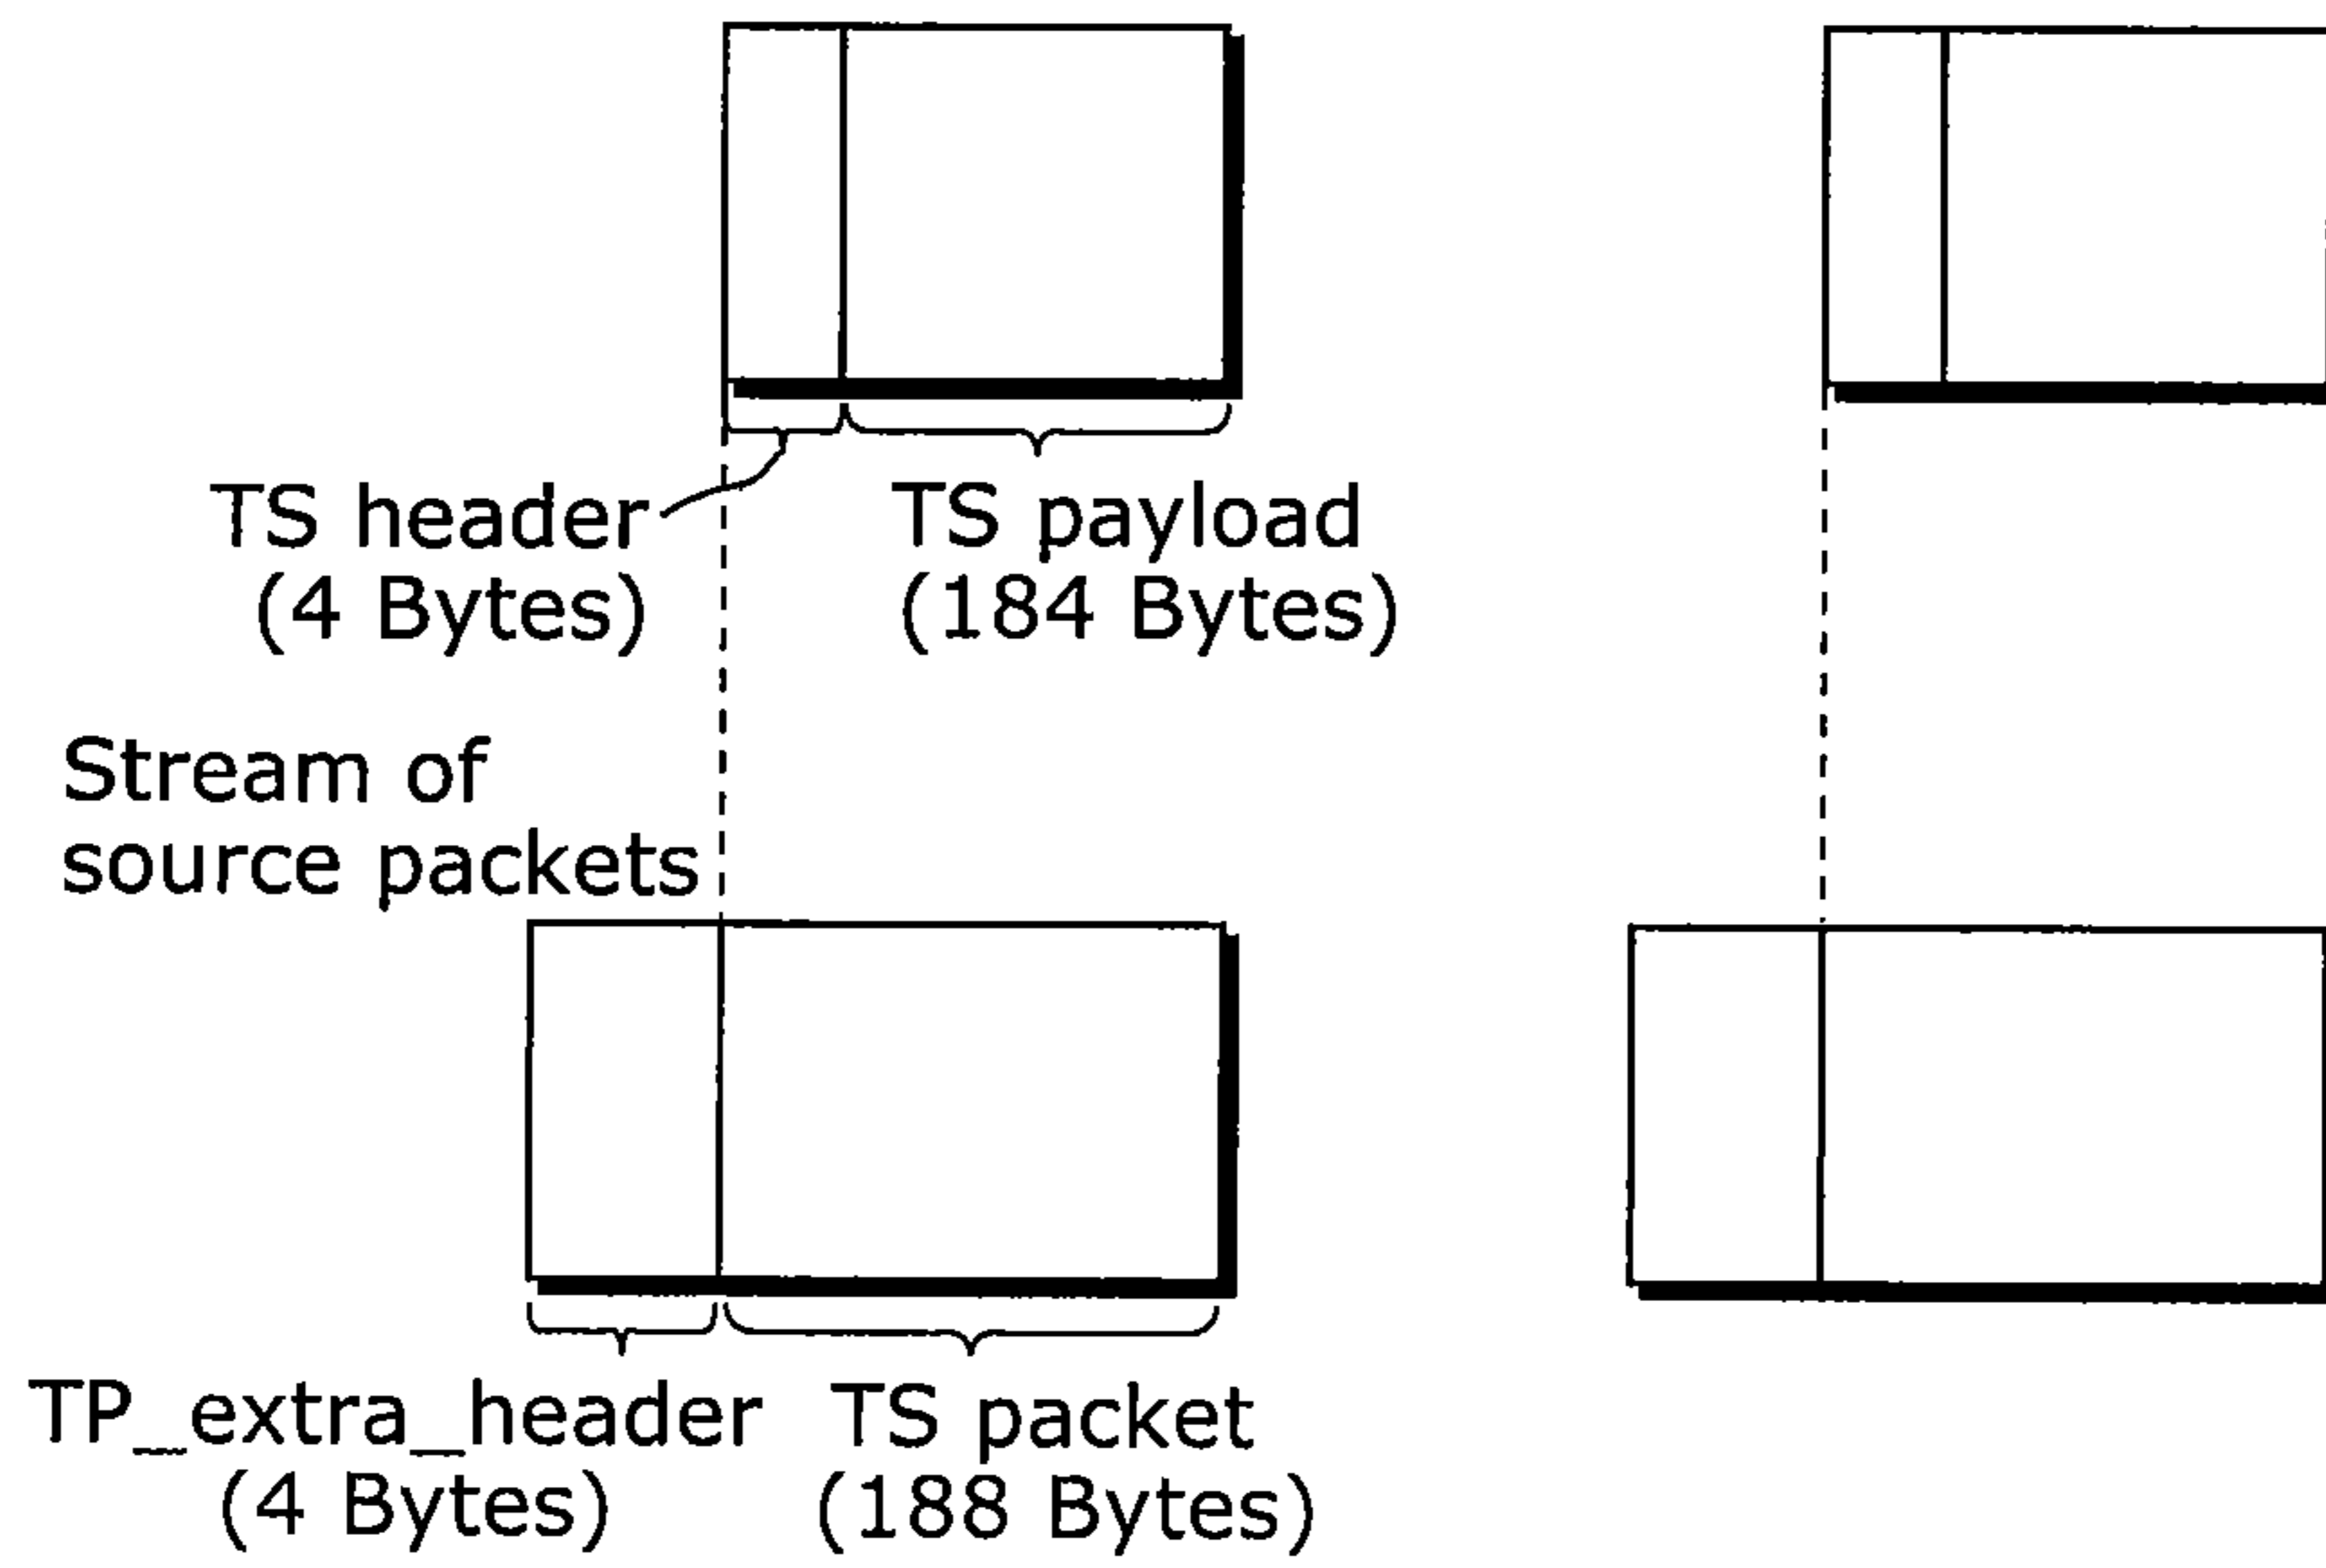 TS header
(4 Bytes)
TS payload
(184 Bytes)
Stream of
source packets
TP_extra_header
(4 Bytes)
TS packet
(188 Bytes)